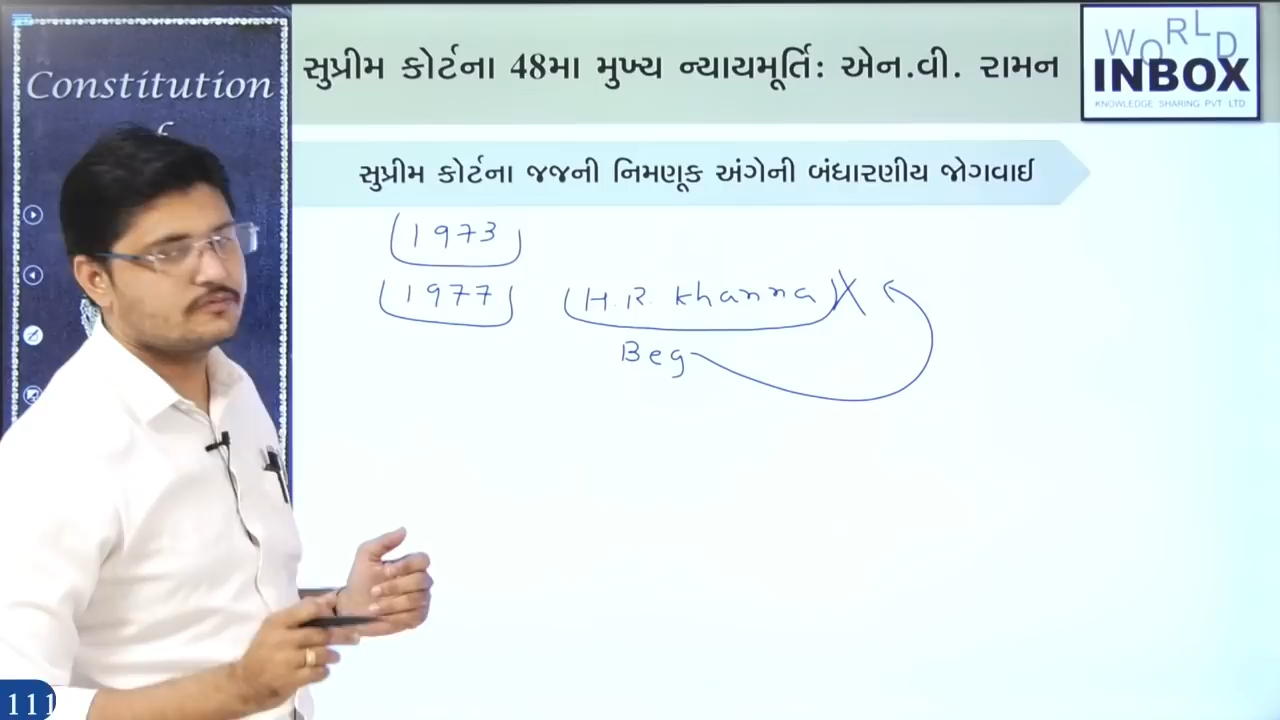 Constitution
સુપ્રીમ કોર્ટના 48મા મુખ્ય ન્યાયમૂર્તિ: એન.વી. રામન
WORLD
INBOX
KNOWLEDGE SHARING PVT LTD
સુપ્રીમ કોર્ટના જજની નિમણૂક અંગેની બંધારણીય જોગવાઈ
1973
1977 H.R. Khanna X
Beg
111